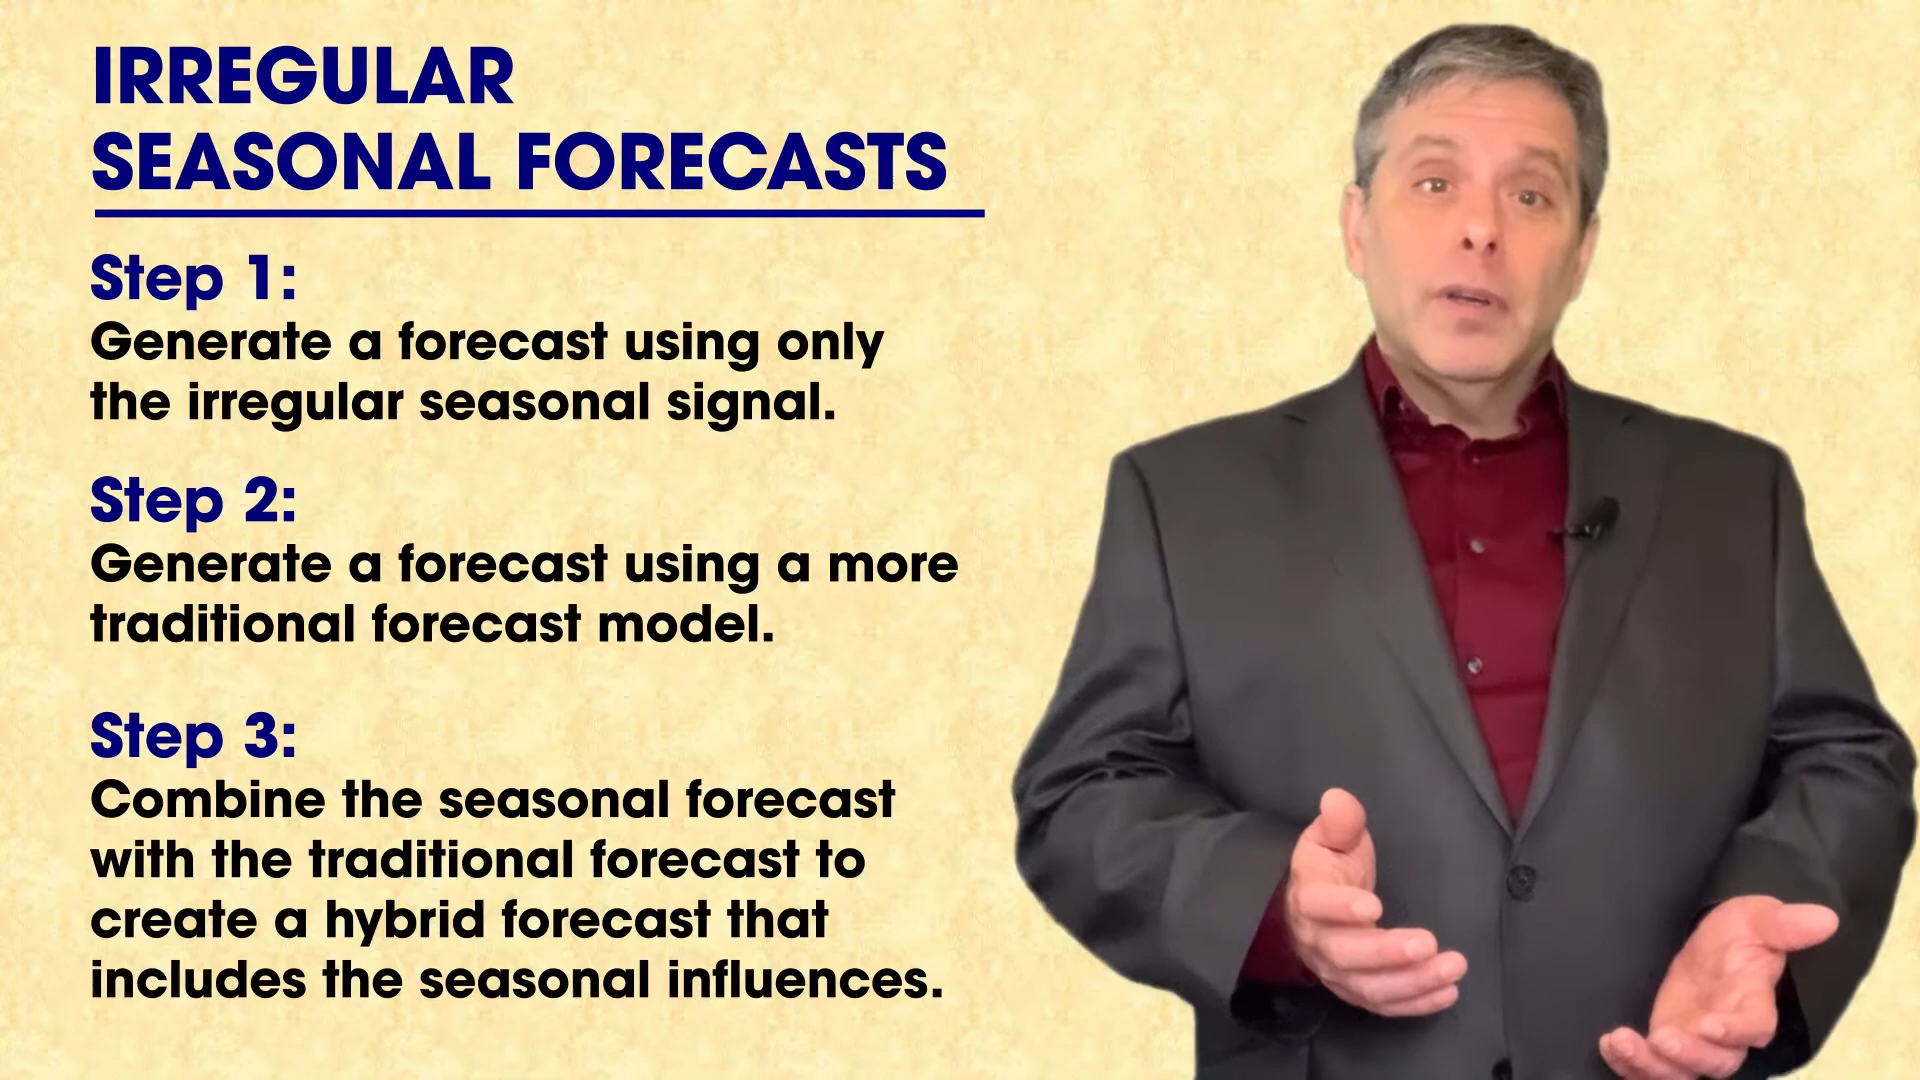 IRREGULAR
SEASONAL FORECASTS
Step 1:
Generate a forecast using only
the irregular seasonal signal.
Step 2:
Generate a forecast using a more
traditional forecast model.
Step 3:
Combine the seasonal forecast
with the traditional forecast to
create a hybrid forecast that
includes the seasonal influences.